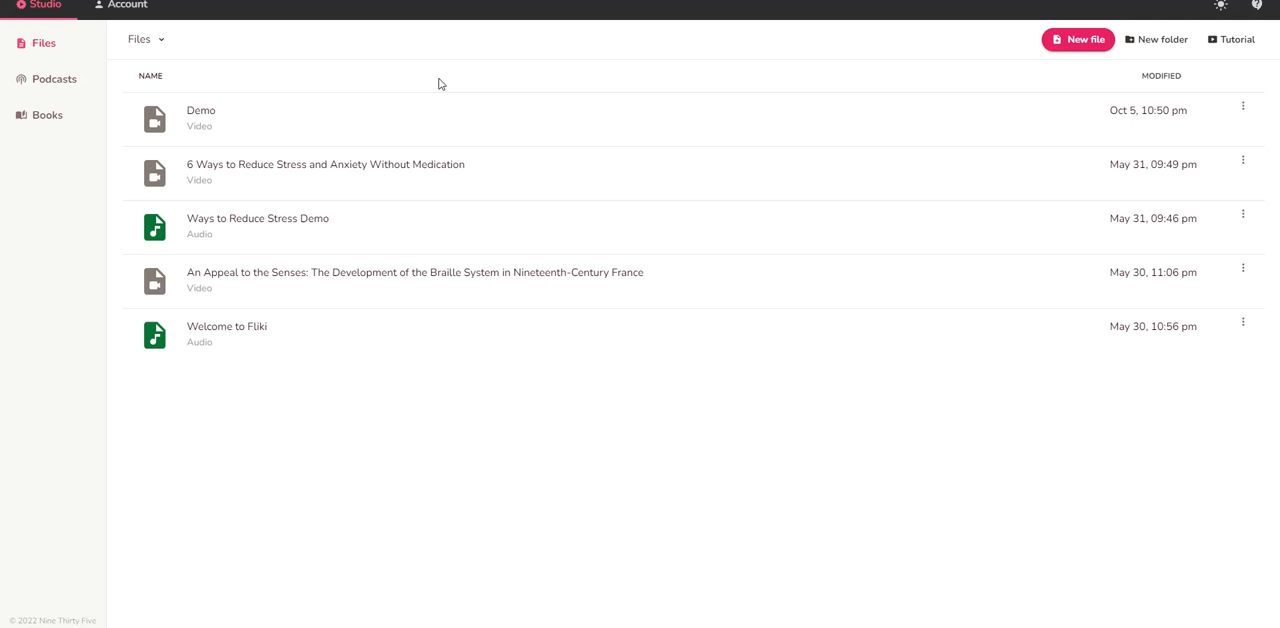 Studio Account
Files
Podcasts
Books
Files
New file New folder Tutorial
NAME MODIFIED
Demo Oct 5, 10:50 pm
Video
6 Ways to Reduce Stress and Anxiety Without Medication May 31, 09:49 pm
Video
Ways to Reduce Stress Demo May 31, 09:46 pm
Audio
An Appeal to the Senses: The Development of the Braille System in Nineteenth-Century France May 30, 11:06 pm
Video
Welcome to Fliki May 30, 10:56 pm
Audio
© 2022 Nine Thirty Five